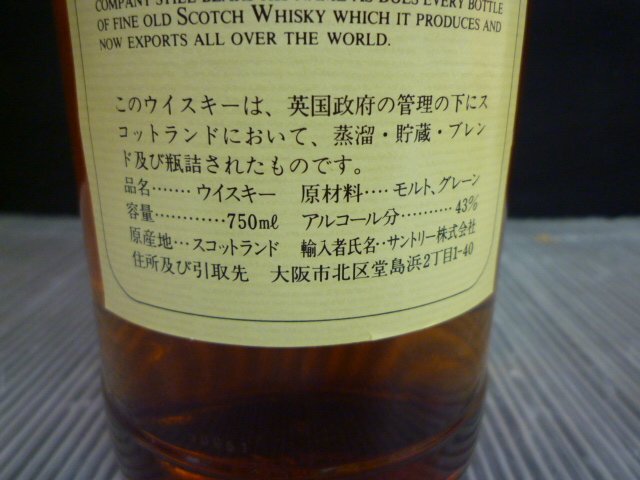 OF FINE OLD SCOTCH WHISKY WHICH IT PRODUCES AND
NOW EXPORTS ALL OVER THE WORLD.
このウイスキーは、英国政府の管理の下にス
コットランドにおいて、蒸溜・貯蔵・ブレン
ド及び瓶詰されたものです。
品名……ウイスキー 原材料‥‥モルト、グレーン
容量…………750ml アルコール分………43%
原産地…スコットランド 輸入者氏名‥サントリー株式会社
住所及び引取先 大阪市北区堂島浜2丁目1-40